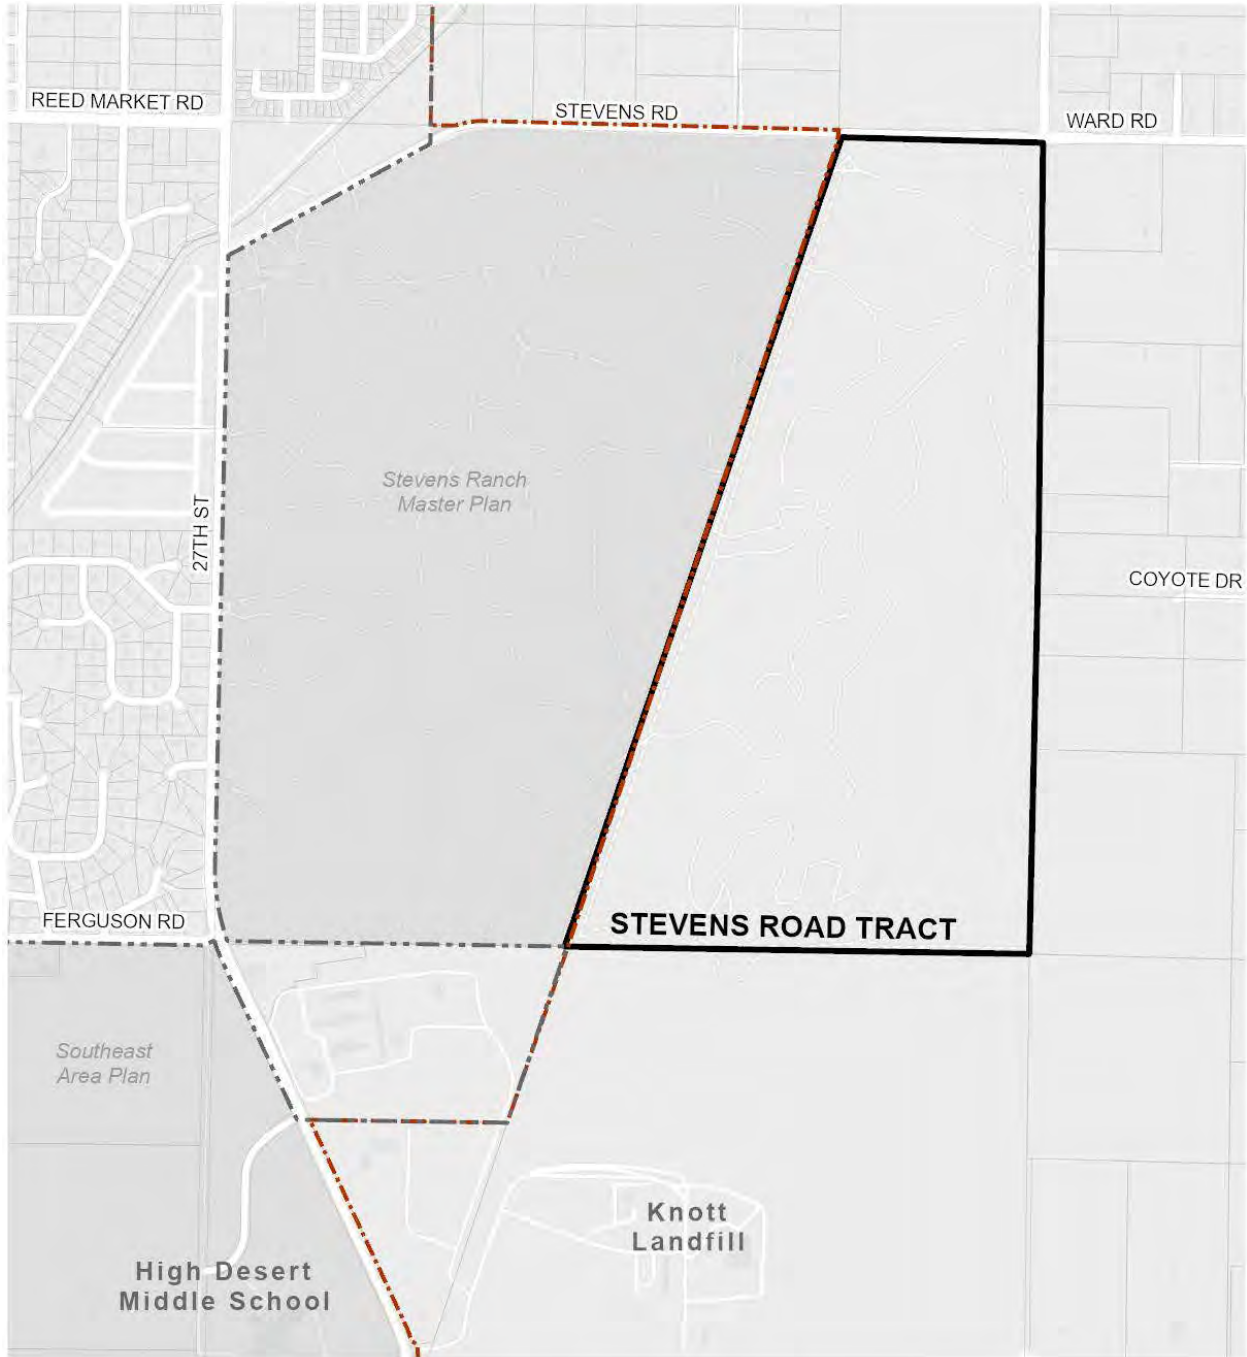 REED MARKET RD
STEVENS RD
WARD RD
Stevens Ranch
Master Plan
27TH ST
COYOTE DR
FERGUSON RD
STEVENS ROAD TRACT
Southeast
Area Plan
Knott
Landfill
High Desert
Middle School